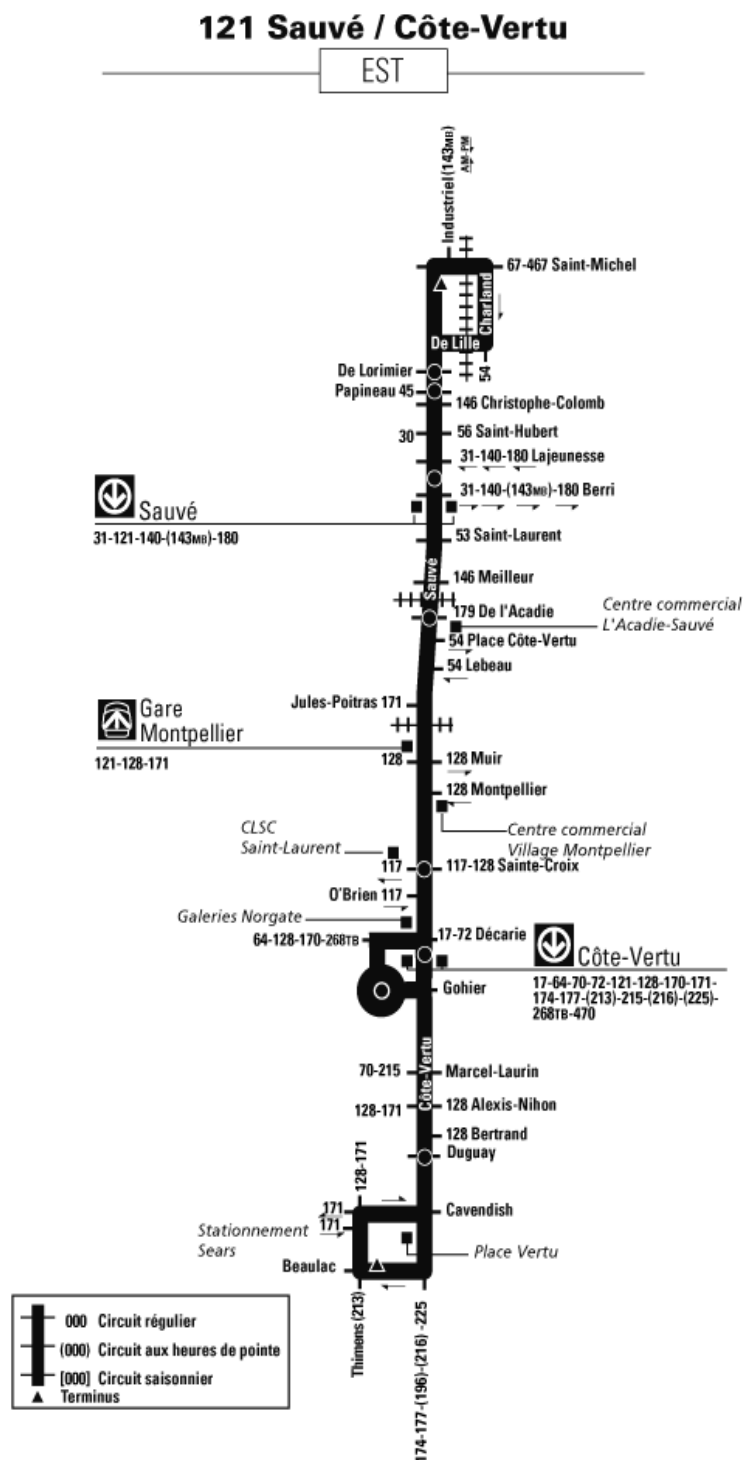 121 Sauvé / Côte-Vertu
EST
Industriel (143MB)
AM-PM
67-467 Saint-Michel
Charland
De Lille
54
De Lorimier
Papineau 45
146 Christophe-Colomb
30
56 Saint-Hubert
31-140-180 Lajeunesse
31-140-(143MB)-180 Berri
Sauvé
31-121-140-(143MB)-180
53 Saint-Laurent
146 Meilleur
Sauvé
179 De l'Acadie
Centre commercial
L'Acadie-Sauvé
54 Place Côte-Vertu
54 Lebeau
Jules-Poitras 171
Gare
Montpellier
121-128-171
128
128 Muir
128 Montpellier
Centre commercial
Village Montpellier
CLSC
Saint-Laurent
117
117-128 Sainte-Croix
O'Brien 117
Galeries Norgate
64-128-170-268TB
17-72 Décarie
Côte-Vertu
17-64-70-72-121-128-170-171-
174-177-(213)-215-(216)-(225)-
268TB-470
Gohier
Côte-Vertu
70-215
Marcel-Laurin
128-171
128 Alexis-Nihon
128 Bertrand
Duguay
128-171
171
Cavendish
171
Stationnement
Sears
Place Vertu
Beaulac
Thimens (213)
174-177-(196)-(216) -225
000 Circuit régulier
(000) Circuit aux heures de pointe
[000] Circuit saisonnier
Terminus